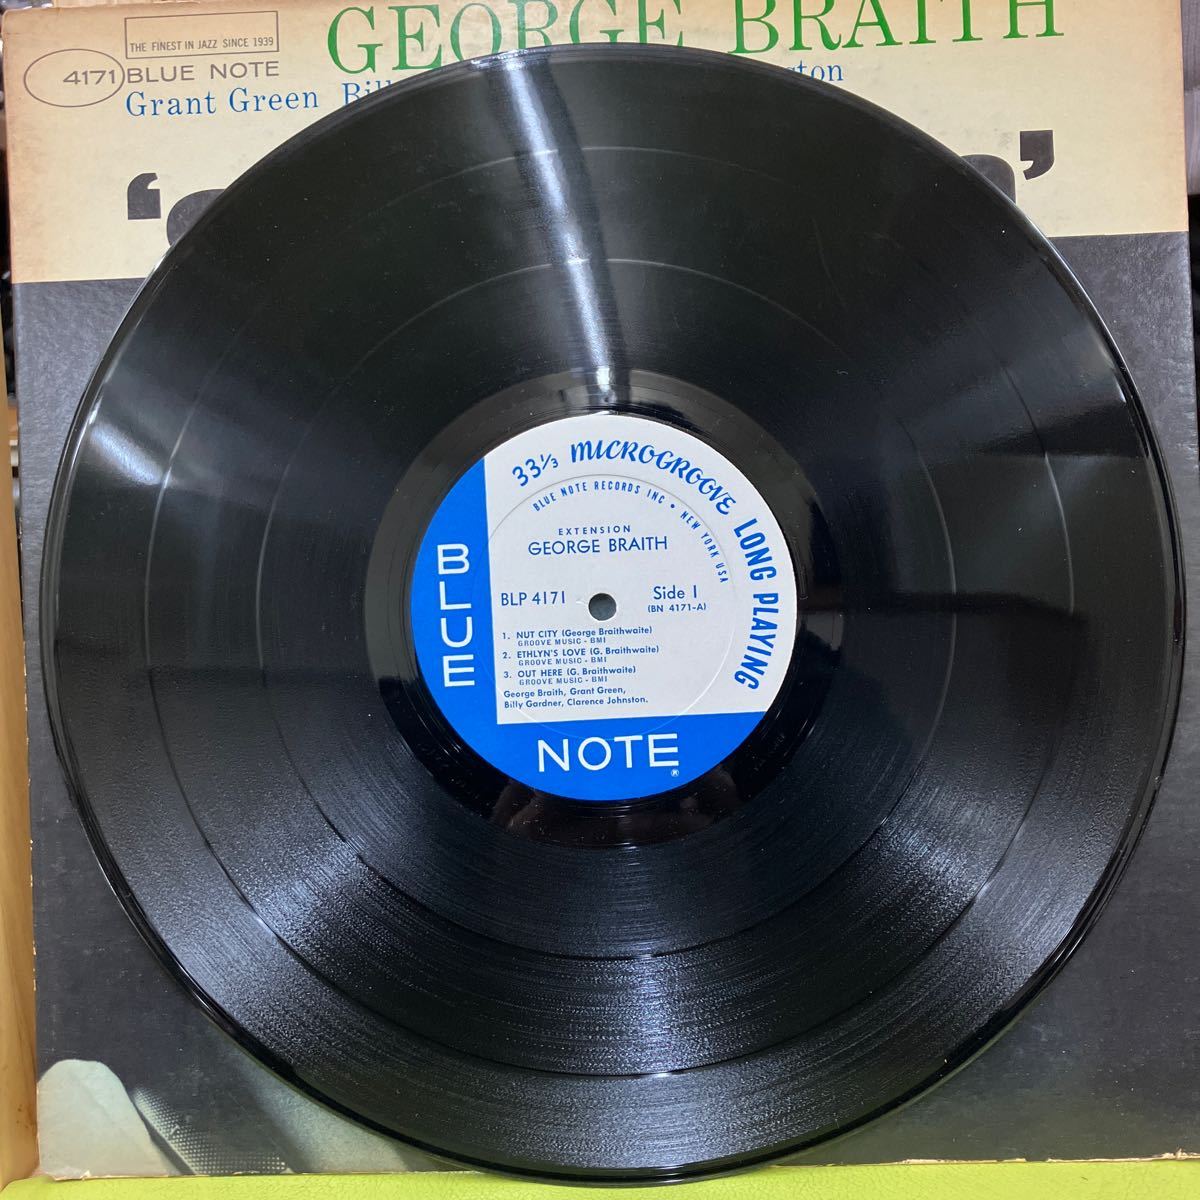 GEORGE BRAITH
THE FINEST IN JAZZ SINCE 1939
4171 BLUE NOTE
Grant Green
33 1/3 MICROGROOVE LONG PLAYING
BLUE NOTE RECORDS INC • NEW YORK USA
EXTENSION
GEORGE BRAITH
BLP 4171 Side 1
(BN 4171-A)
1. NUT CITY (George Braithwaite)
GROOVE MUSIC - BMI
2. ETHLYN'S LOVE (G. Braithwaite)
GROOVE MUSIC - BMI
3. OUT HERE (G. Braithwaite)
GROOVE MUSIC - BMI
George Braith, Grant Green,
Billy Gardner, Clarence Johnston.
BLUE
NOTE ®